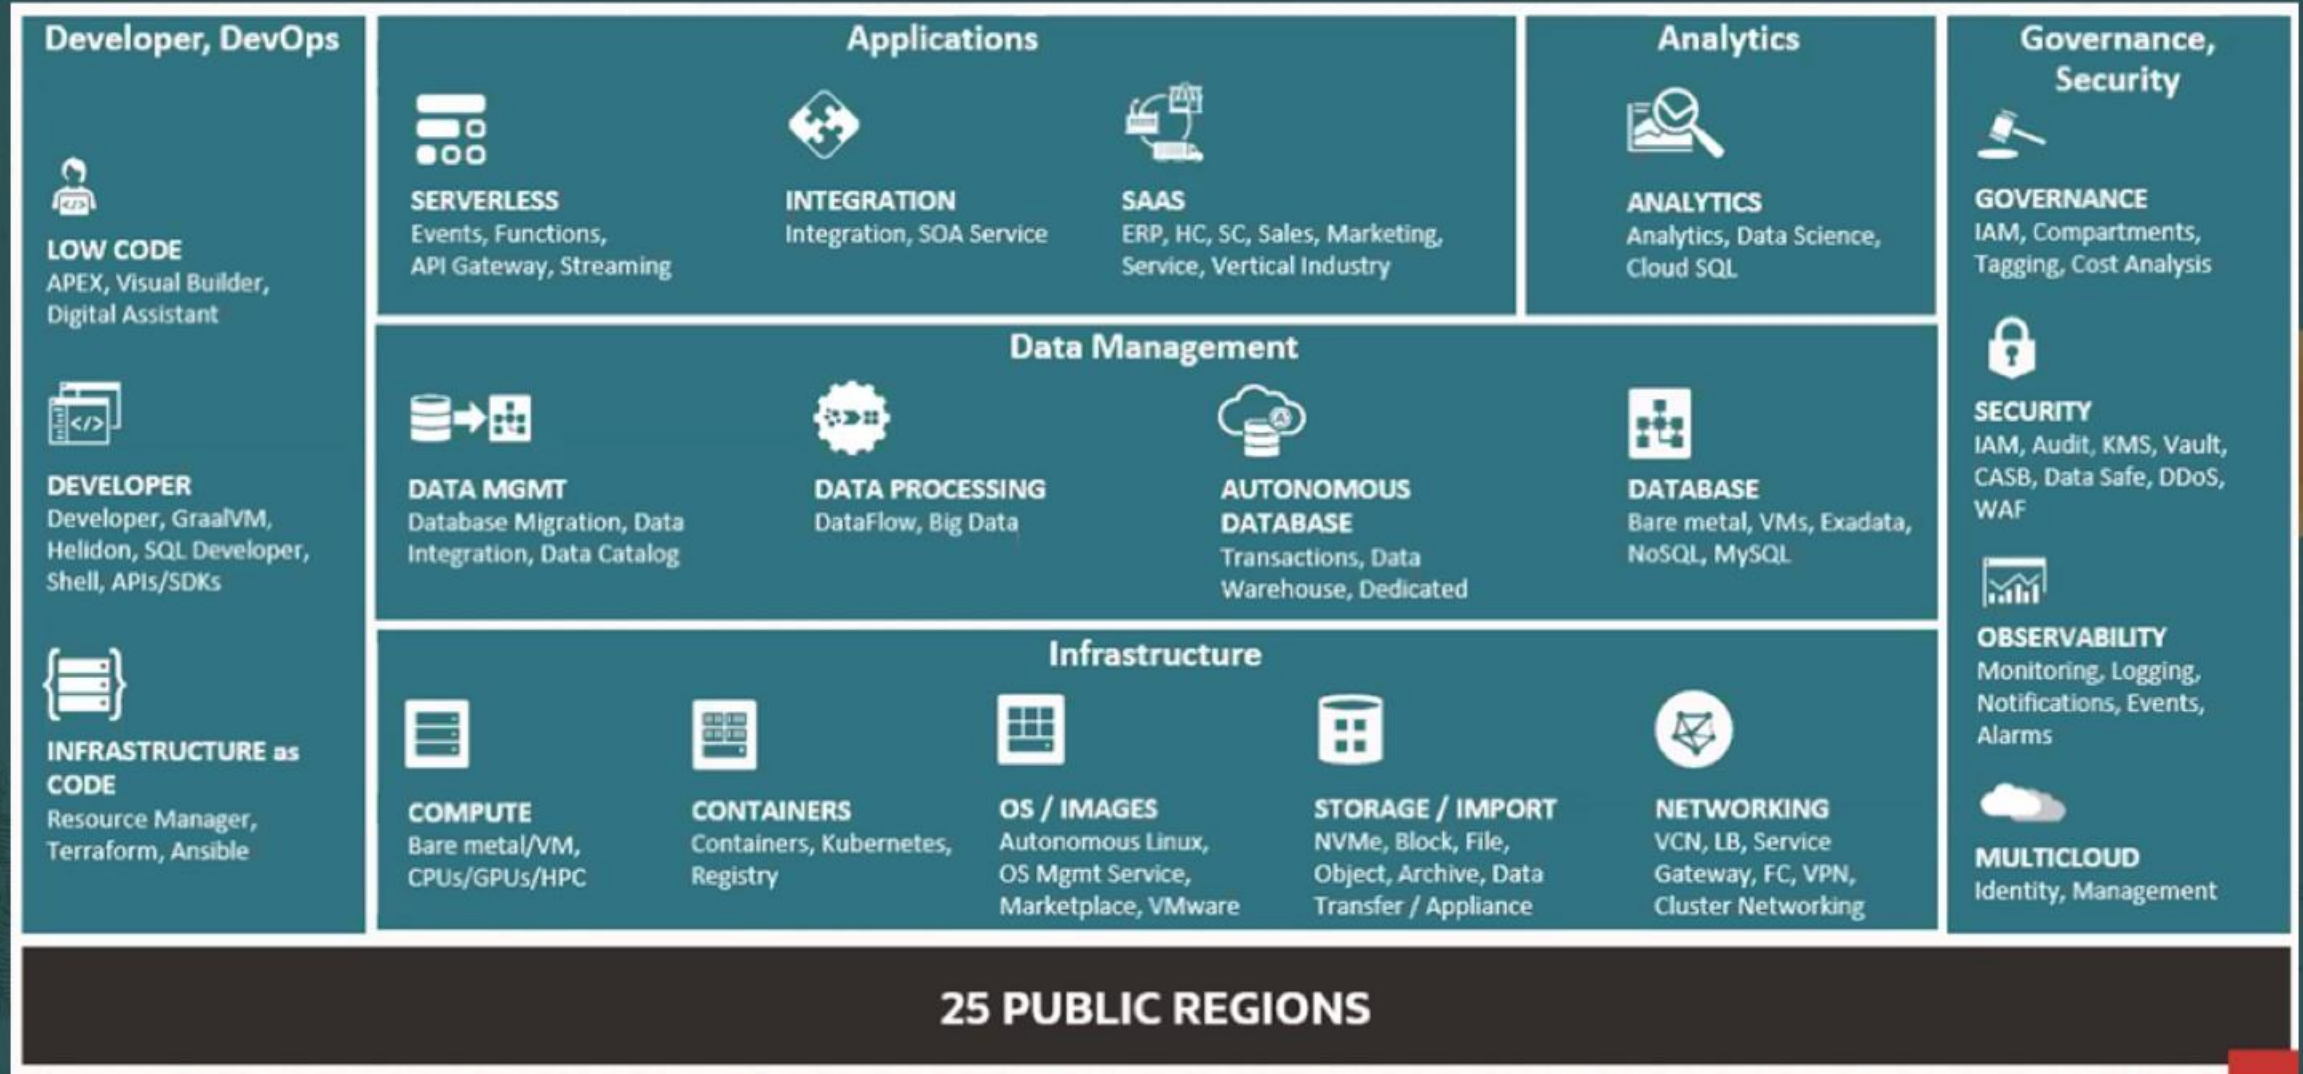 Developer, DevOps
LOW CODE
APEX, Visual Builder,
Digital Assistant
DEVELOPER
Developer, GraalVM,
Helidon, SQL Developer,
Shell, APIs/SDKs
INFRASTRUCTURE as
CODE
Resource Manager,
Terraform, Ansible
Applications
SERVERLESS
Events, Functions,
API Gateway, Streaming
INTEGRATION
Integration, SOA Service
SAAS
ERP, HC, SC, Sales, Marketing,
Service, Vertical Industry
Analytics
ANALYTICS
Analytics, Data Science,
Cloud SQL
Data Management
DATA MGMT
Database Migration, Data
Integration, Data Catalog
DATA PROCESSING
DataFlow, Big Data
AUTONOMOUS
DATABASE
Transactions, Data
Warehouse, Dedicated
DATABASE
Bare metal, VMs, Exadata,
NoSQL, MySQL
Infrastructure
COMPUTE
Bare metal/VM,
CPUs/GPUs/HPC
CONTAINERS
Containers, Kubernetes,
Registry
OS / IMAGES
Autonomous Linux,
OS Mgmt Service,
Marketplace, VMware
STORAGE / IMPORT
NVMe, Block, File,
Object, Archive, Data
Transfer / Appliance
NETWORKING
VCN, LB, Service
Gateway, FC, VPN,
Cluster Networking
Governance,
Security
GOVERNANCE
IAM, Compartments,
Tagging, Cost Analysis
SECURITY
IAM, Audit, KMS, Vault,
CASB, Data Safe, DDoS,
WAF
OBSERVABILITY
Monitoring, Logging,
Notifications, Events,
Alarms
MULTICLOUD
Identity, Management
25 PUBLIC REGIONS